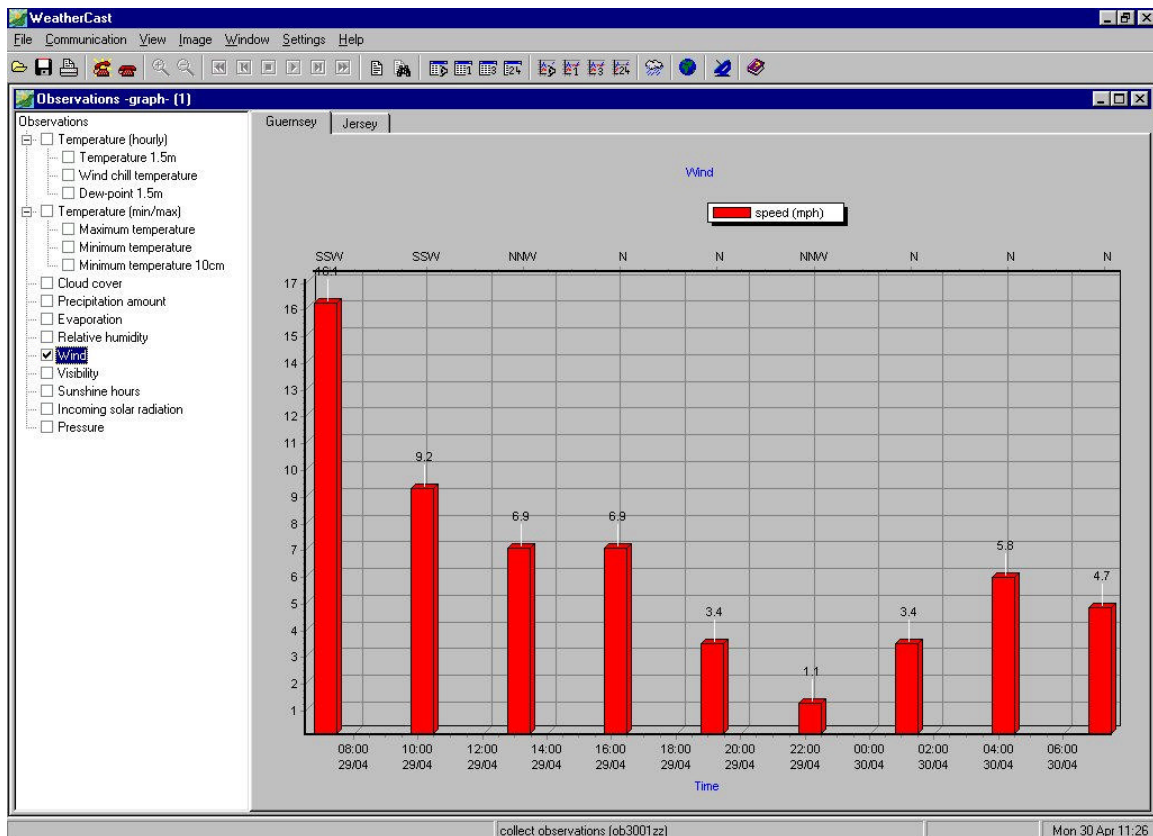 WeatherCast
File Communication View Image Window Settings Help
Observations -graph- (1)
Observations
Temperature (hourly)
Temperature 1.5m
Wind chill temperature
Dew-point 1.5m
Temperature (min/max)
Maximum temperature
Minimum temperature
Minimum temperature 10cm
Cloud cover
Precipitation amount
Evaporation
Relative humidity
Wind
Visibility
Sunshine hours
Incoming solar radiation
Pressure
Guernsey Jersey
Wind
speed (mph)
SSW SSW NNW N N NNW N N N
16.1
17
16
15
14
13
12
11
10
9
8
7
6
5
4
3
2
1
9.2
6.9
6.9
3.4
1.1
3.4
5.8
4.7
08:00 10:00 12:00 14:00 16:00 18:00 20:00 22:00 00:00 02:00 04:00 06:00
29/04 29/04 29/04 29/04 29/04 29/04 29/04 29/04 30/04 30/04 30/04 30/04
Time
collect observations (ob3001zz) Mon 30 Apr 11:26